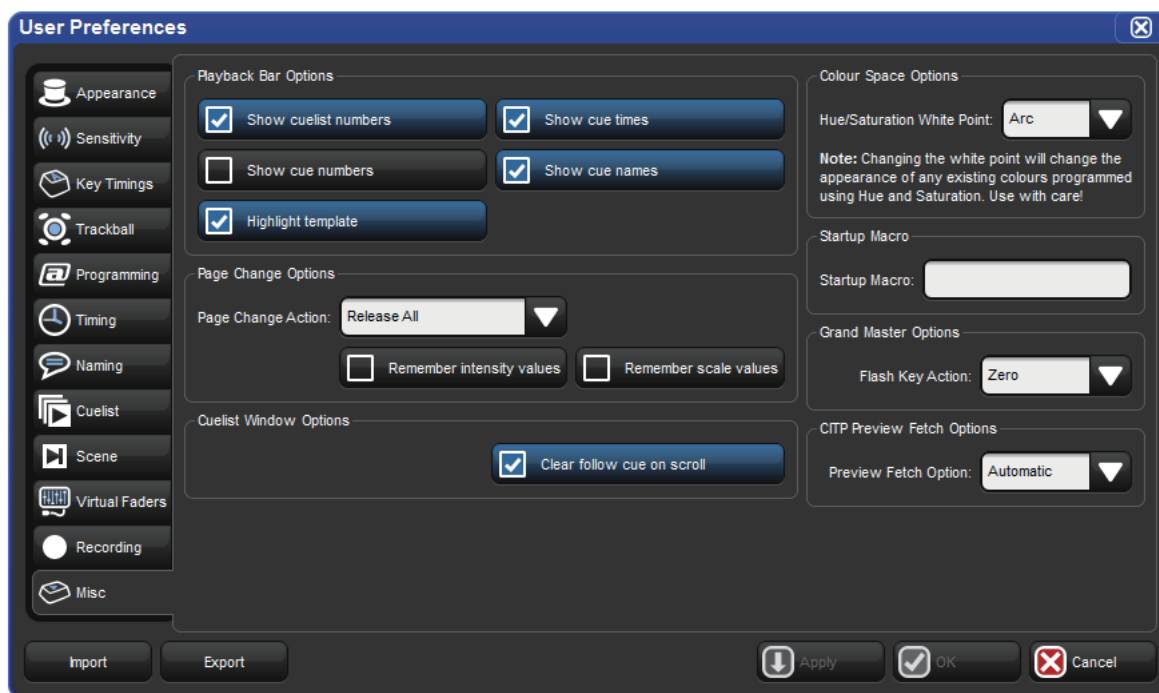 User Preferences
Appearance
Sensitivity
Key Timings
Trackball
Programming
Timing
Naming
Cuelist
Scene
Virtual Faders
Recording
Misc
Playback Bar Options
Show cuelist numbers
Show cue times
Show cue numbers
Show cue names
Highlight template
Page Change Options
Page Change Action: Release All
Remember intensity values
Remember scale values
Cuelist Window Options
Clear follow cue on scroll
Colour Space Options
Hue/Saturation White Point: Arc
Note: Changing the white point will change the
appearance of any existing colours programmed
using Hue and Saturation. Use with care!
Startup Macro
Startup Macro:
Grand Master Options
Flash Key Action: Zero
CITP Preview Fetch Options
Preview Fetch Option: Automatic
Import
Export
Apply
OK
Cancel